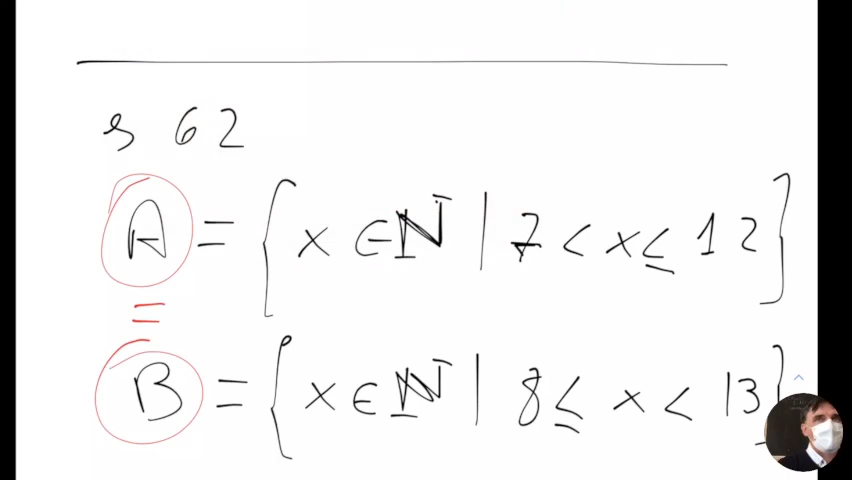 s 62
A = { x ∈ ℕ | 7 < x ≤ 12 }
=
B = { x ∈ ℕ | 8 ≤ x < 13 }